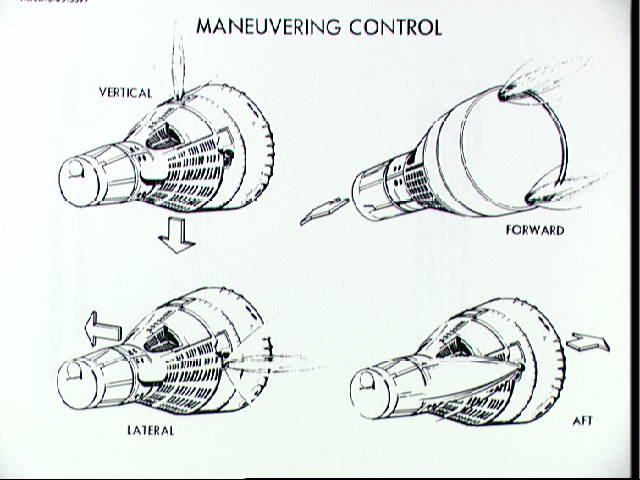 MANEUVERING CONTROL
VERTICAL
FORWARD
LATERAL
AFT